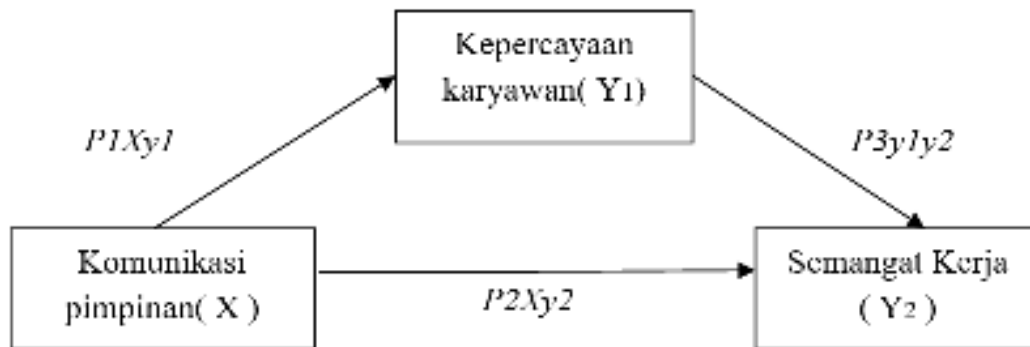 Kepercayaan
karyawan( Y1)
P1Xy1
P3y1y2
Komunikasi
pimpinan( X )
P2Xy2
Semangat Kerja
( Y2 )